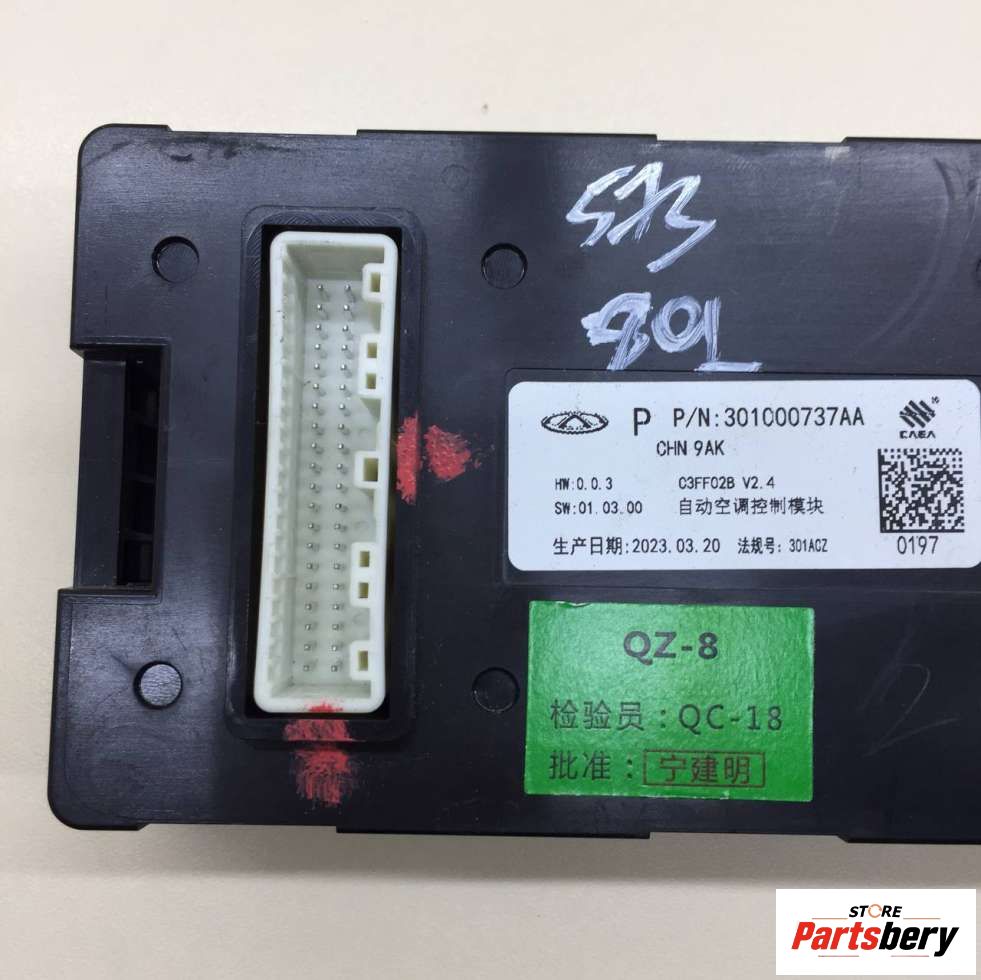 P P/N:301000737AA
CHN 9AK
CAEA
HW:0.0.3 C3FF02B V2.4
SW:01.03.00 自动空调控制模块
生产日期:2023.03.20 法规号:301ACZ
0197
QZ-8
检验员:QC-18
批准:宁建明
STORE
Partsbery